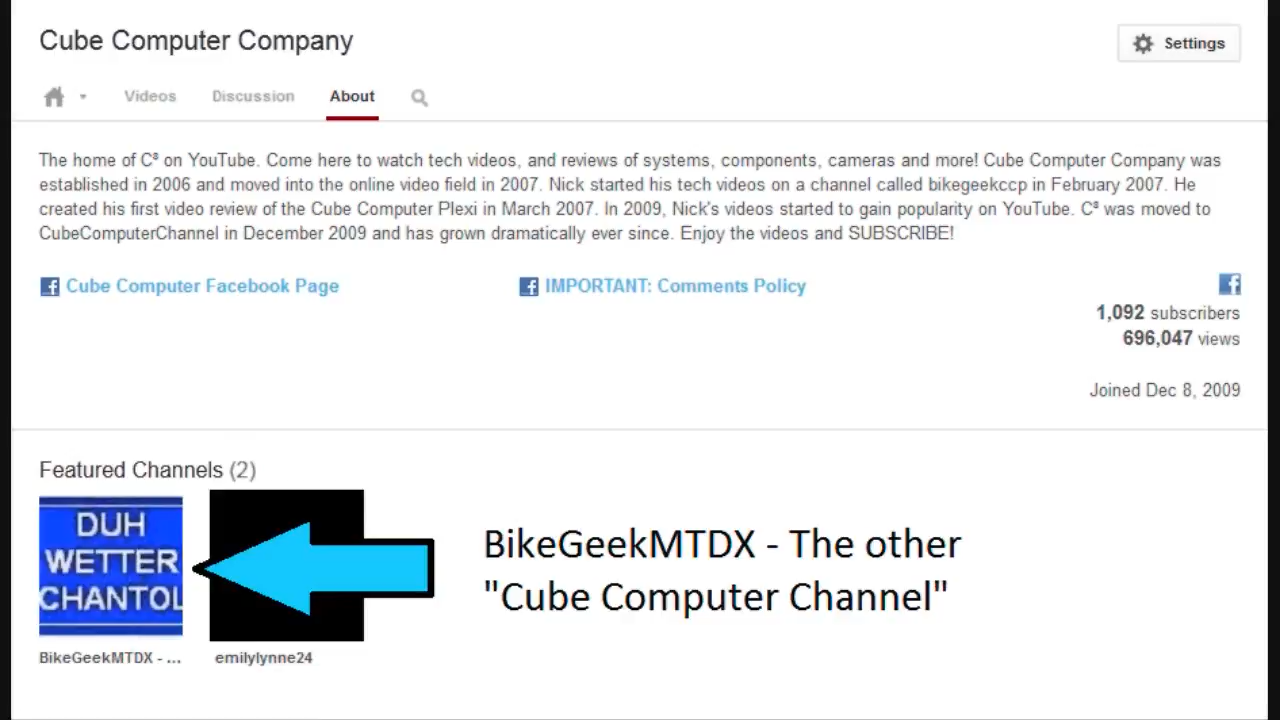 Cube Computer Company
Settings
Videos Discussion About
The home of C³ on YouTube. Come here to watch tech videos, and reviews of systems, components, cameras and more! Cube Computer Company was
established in 2006 and moved into the online video field in 2007. Nick started his tech videos on a channel called bikegeekccp in February 2007. He
created his first video review of the Cube Computer Plexi in March 2007. In 2009, Nick's videos started to gain popularity on YouTube. C³ was moved to
CubeComputerChannel in December 2009 and has grown dramatically ever since. Enjoy the videos and SUBSCRIBE!
Cube Computer Facebook Page
IMPORTANT: Comments Policy
1,092 subscribers
696,047 views
Joined Dec 8, 2009
Featured Channels (2)
DUH
WETTER
CHANTOL
BikeGeekMTDX - The other
"Cube Computer Channel"
BikeGeekMTDX - ...
emilylynne24